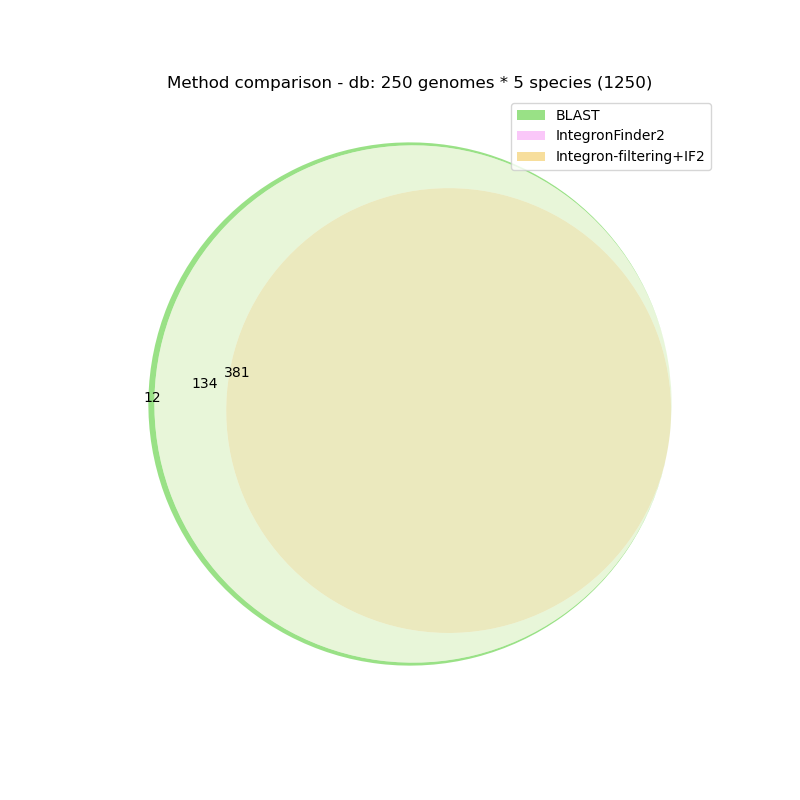 Method comparison - db: 250 genomes * 5 species (1250)
BLAST
IntegronFinder2
Integron-filtering+IF2
381
134
12